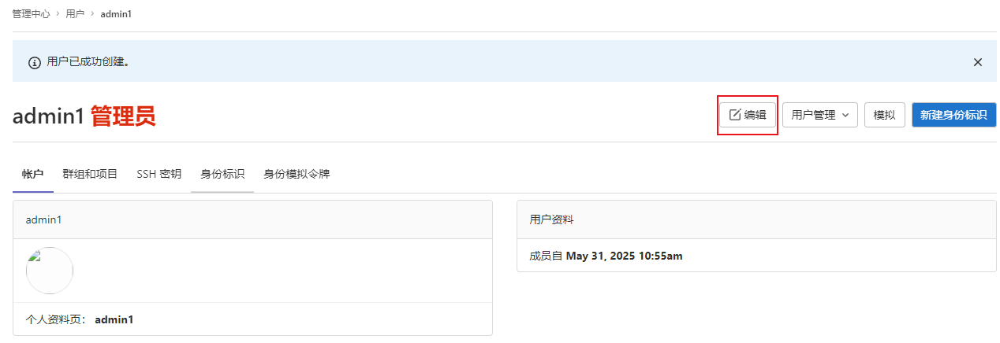 管理中心 › 用户 › admin1
用户已成功创建。
admin1 管理员
编辑 用户管理 模拟 新建身份标识
帐户 群组和项目 SSH 密钥 身份标识 身份模拟令牌
admin1
用户资料
成员自 May 31, 2025 10:55am
个人资料页： admin1